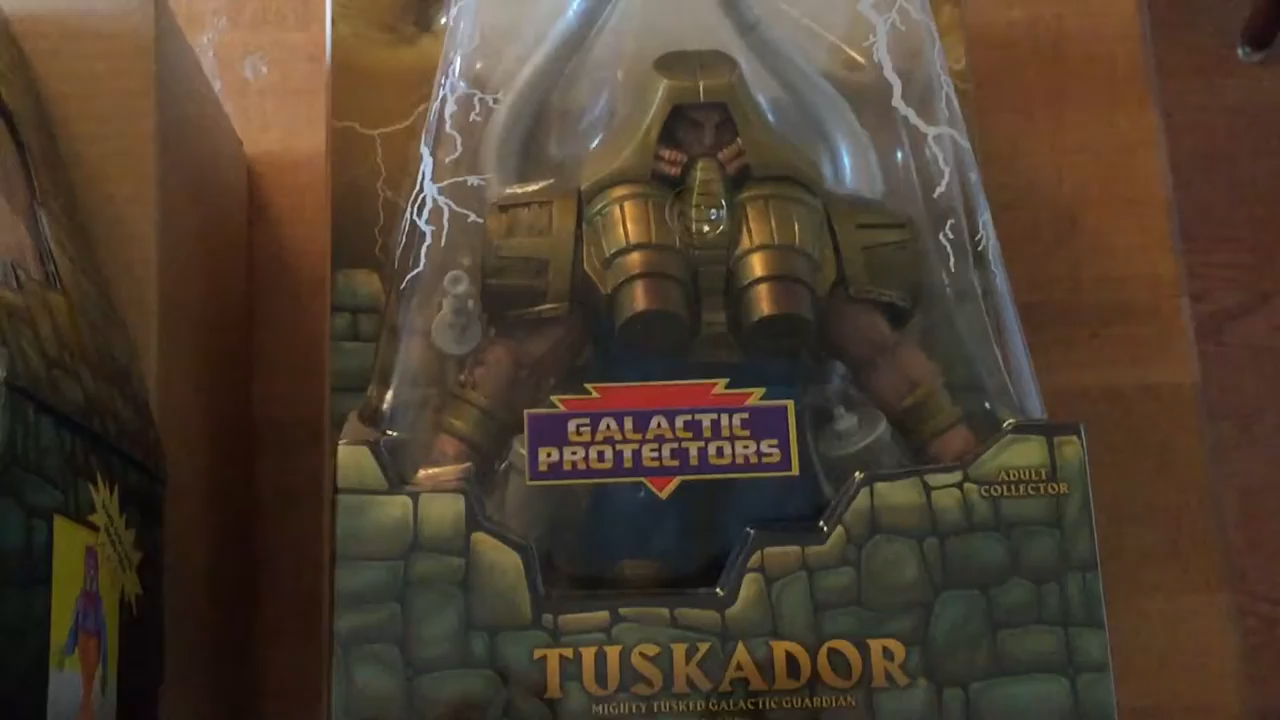 GALACTIC
PROTECTORS
ADULT
COLLECTOR
TUSKADOR
MIGHTY TUSKED GALACTIC GUARDIAN